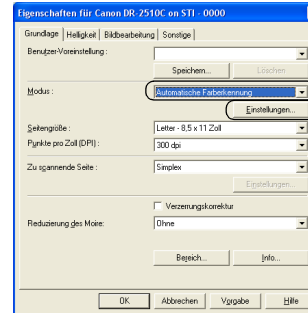 Eigenschaften für Canon DR-2510C on STI - 0000
Grundlage Helligkeit Bildbearbeitung Sonstige
Benutzer-Voreinstellung :
Speichern... Löschen
Modus : Automatische Farberkennung
Einstellungen...
Seitengröße : Letter - 8,5 x 11 Zoll
Punkte pro Zoll (DPI) : 300 dpi
Zu scannende Seite : Simplex
Einstellungen...
Verzerrungskorrektur
Reduzierung des Moire: Ohne
Bereich... Info...
OK Abbrechen Vorgabe Hilfe